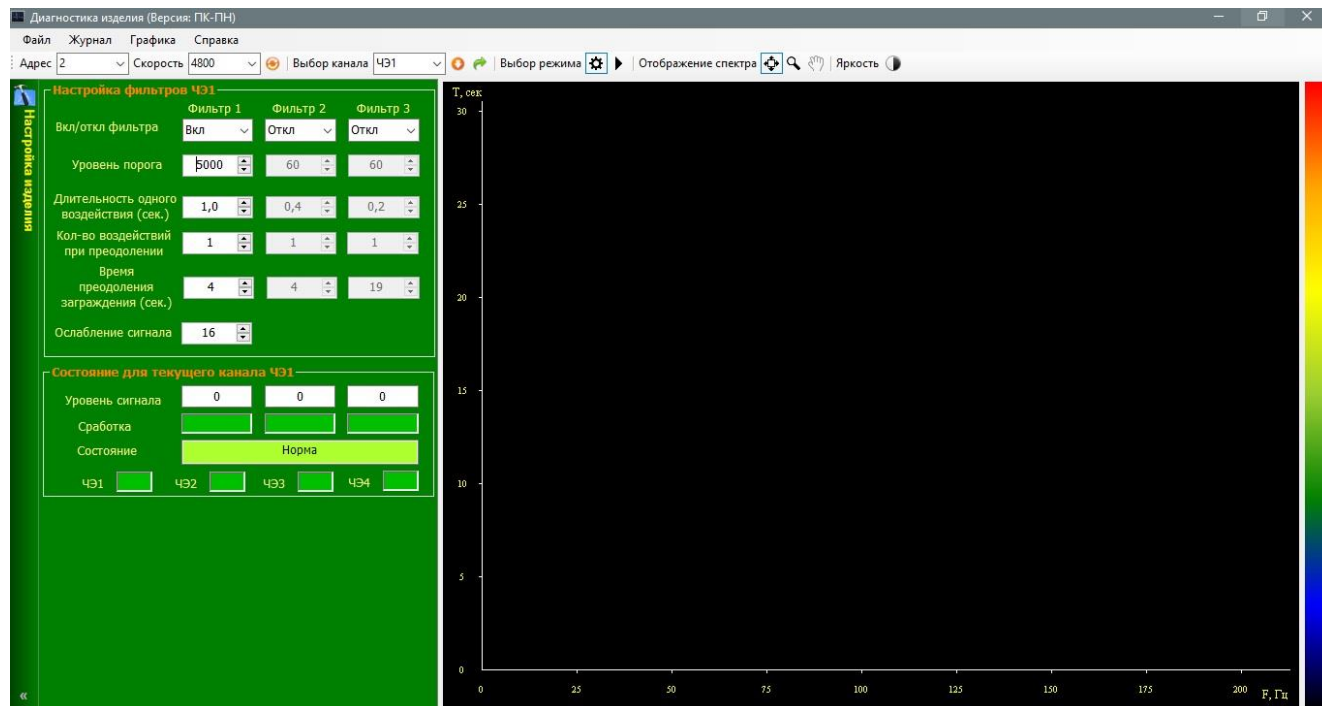 Диагностика изделия (Версия: ПК-ПН)
Файл Журнал Графика Справка
Адрес 2 Скорость 4800 Выбор канала ЧЭ1 Выбор режима Отображение спектра Яркость
Настройка изделия
Настройка фильтров ЧЭ1
Фильтр 1 Фильтр 2 Фильтр 3
Вкл/откл фильтра Вкл Откл Откл
Уровень порога 5000 60 60
Длительность одного
воздействия (сек.) 1,0 0,4 0,2
Кол-во воздействий
при преодолении 1 1 1
Время
преодоления 4 4 19
заграждения (сек.)
Ослабление сигнала 16
Состояние для текущего канала ЧЭ1
Уровень сигнала 0 0 0
Сработка
Состояние Норма
ЧЭ1 ЧЭ2 ЧЭ3 ЧЭ4
«
T, сек
30
25
20
15
10
5
0
0 25 50 75 100 125 150 175 200 F, Гц